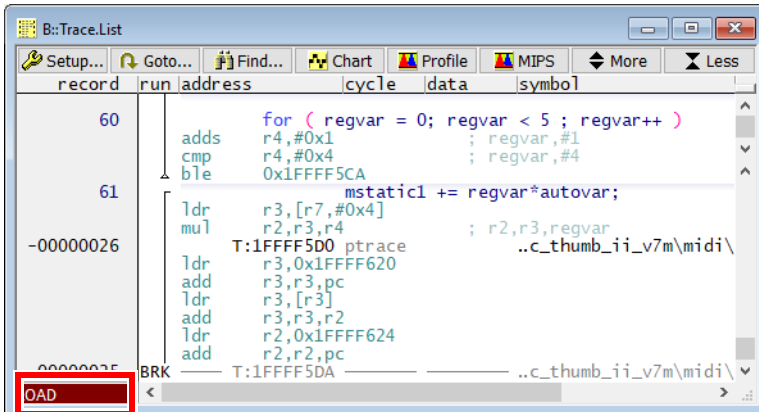 B::Trace.List
Setup... Goto... Find... Chart Profile MIPS More Less
record run address cycle data symbol
60 for ( regvar = 0; regvar < 5 ; regvar++ )
adds r4,#0x1 ; regvar,#1
cmp r4,#0x4 ; regvar,#4
ble 0x1FFFF5CA
61 mstatic1 += regvar*autovar;
ldr r3,[r7,#0x4]
mul r2,r3,r4 ; r2,r3,regvar
-00000026 T:1FFFF5D0 ptrace ..c_thumb_ii_v7m\midi\
ldr r3,0x1FFFF620
add r3,r3,pc
ldr r3,[r3]
add r3,r3,r2
ldr r2,0x1FFFF624
add r2,r2,pc
-00000025 BRK T:1FFFF5DA ..c_thumb_ii_v7m\midi\
OAD